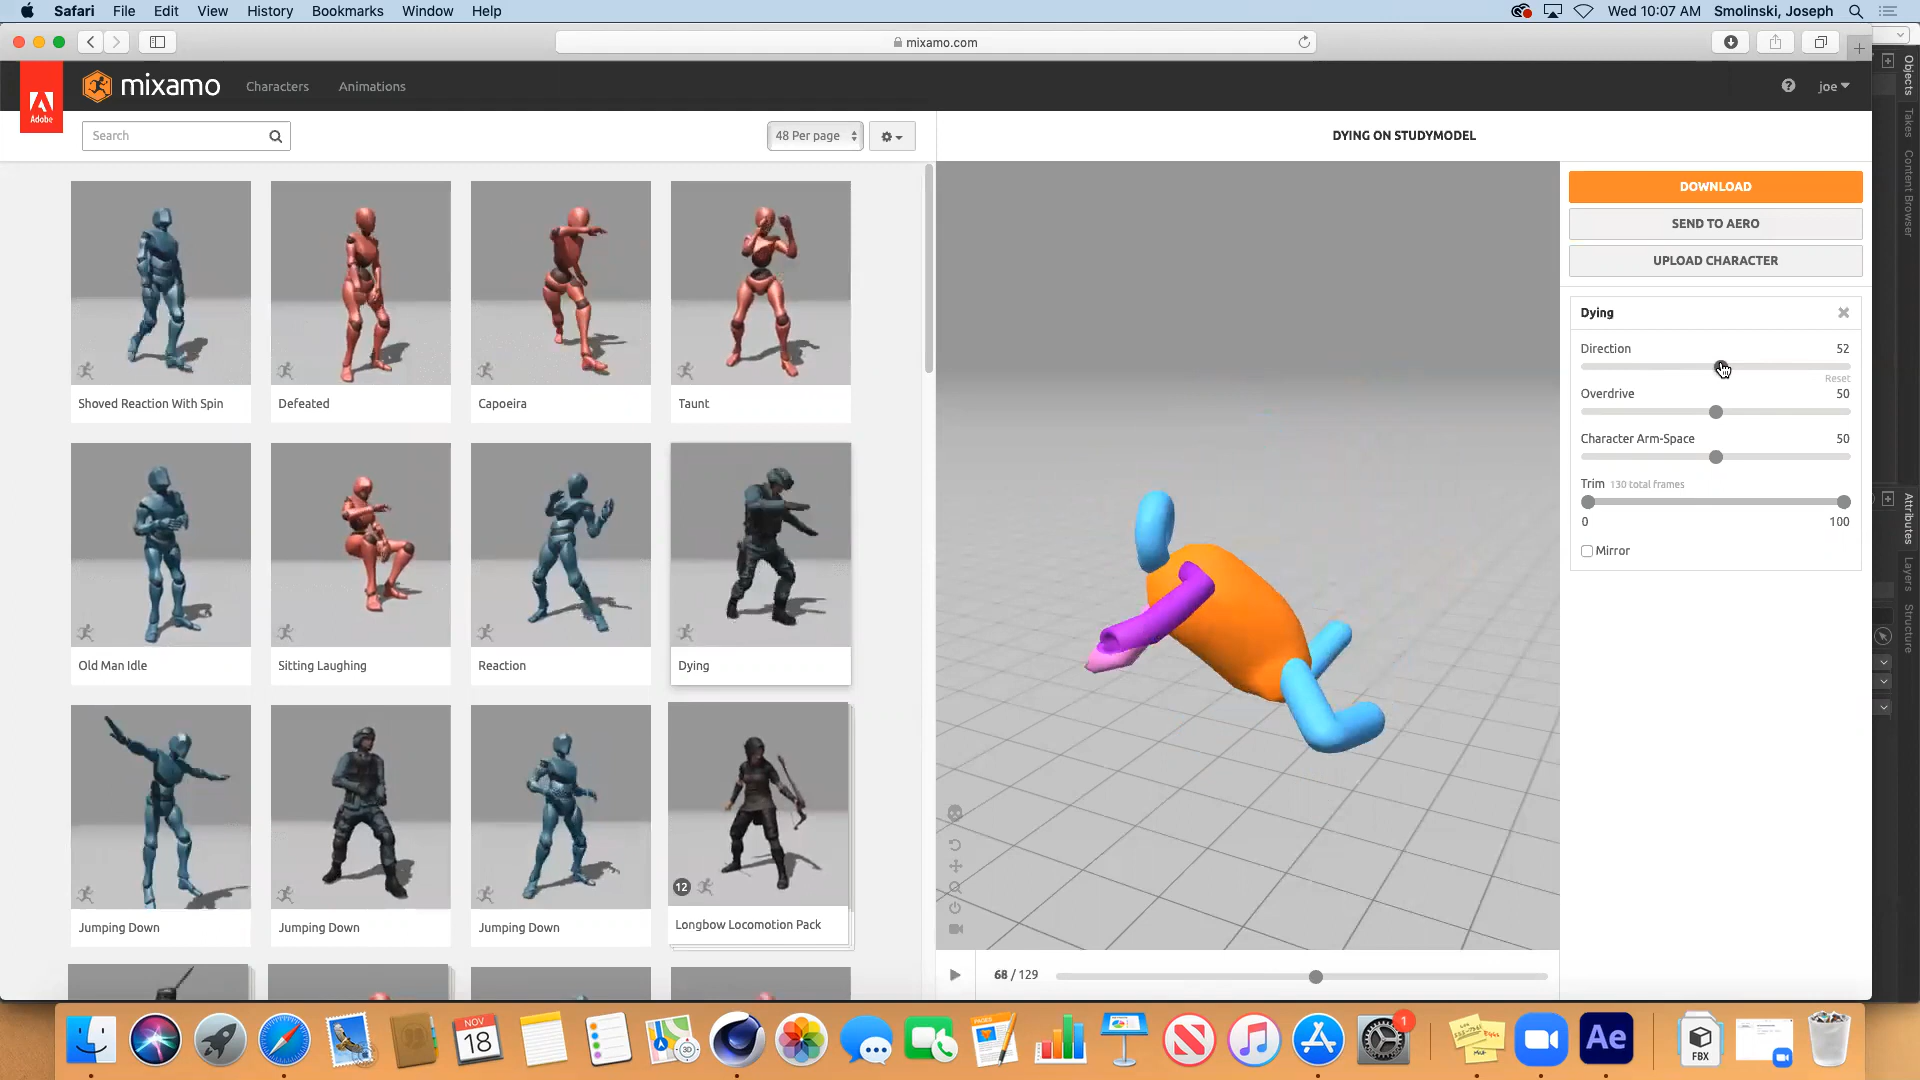 Safari File Edit View History Bookmarks Window Help
Wed 10:07 AM Smolinski, Joseph
mixamo.com
Adobe
mixamo Characters Animations
joe
Search
48 Per page
DYING ON STUDYMODEL
DOWNLOAD
SEND TO AERO
UPLOAD CHARACTER
Dying
Direction 52
Reset
Overdrive 50
Character Arm-Space 50
Trim 130 total frames
0 100
Mirror
Shoved Reaction With Spin
Defeated
Capoeira
Taunt
Old Man Idle
Sitting Laughing
Reaction
Dying
Jumping Down
Jumping Down
Jumping Down
12
Longbow Locomotion Pack
68 / 129
Objects
Takes
Content Browser
Attributes
Layers
Structure
NOV
18
3D
PAGES
1
Ae
FBX